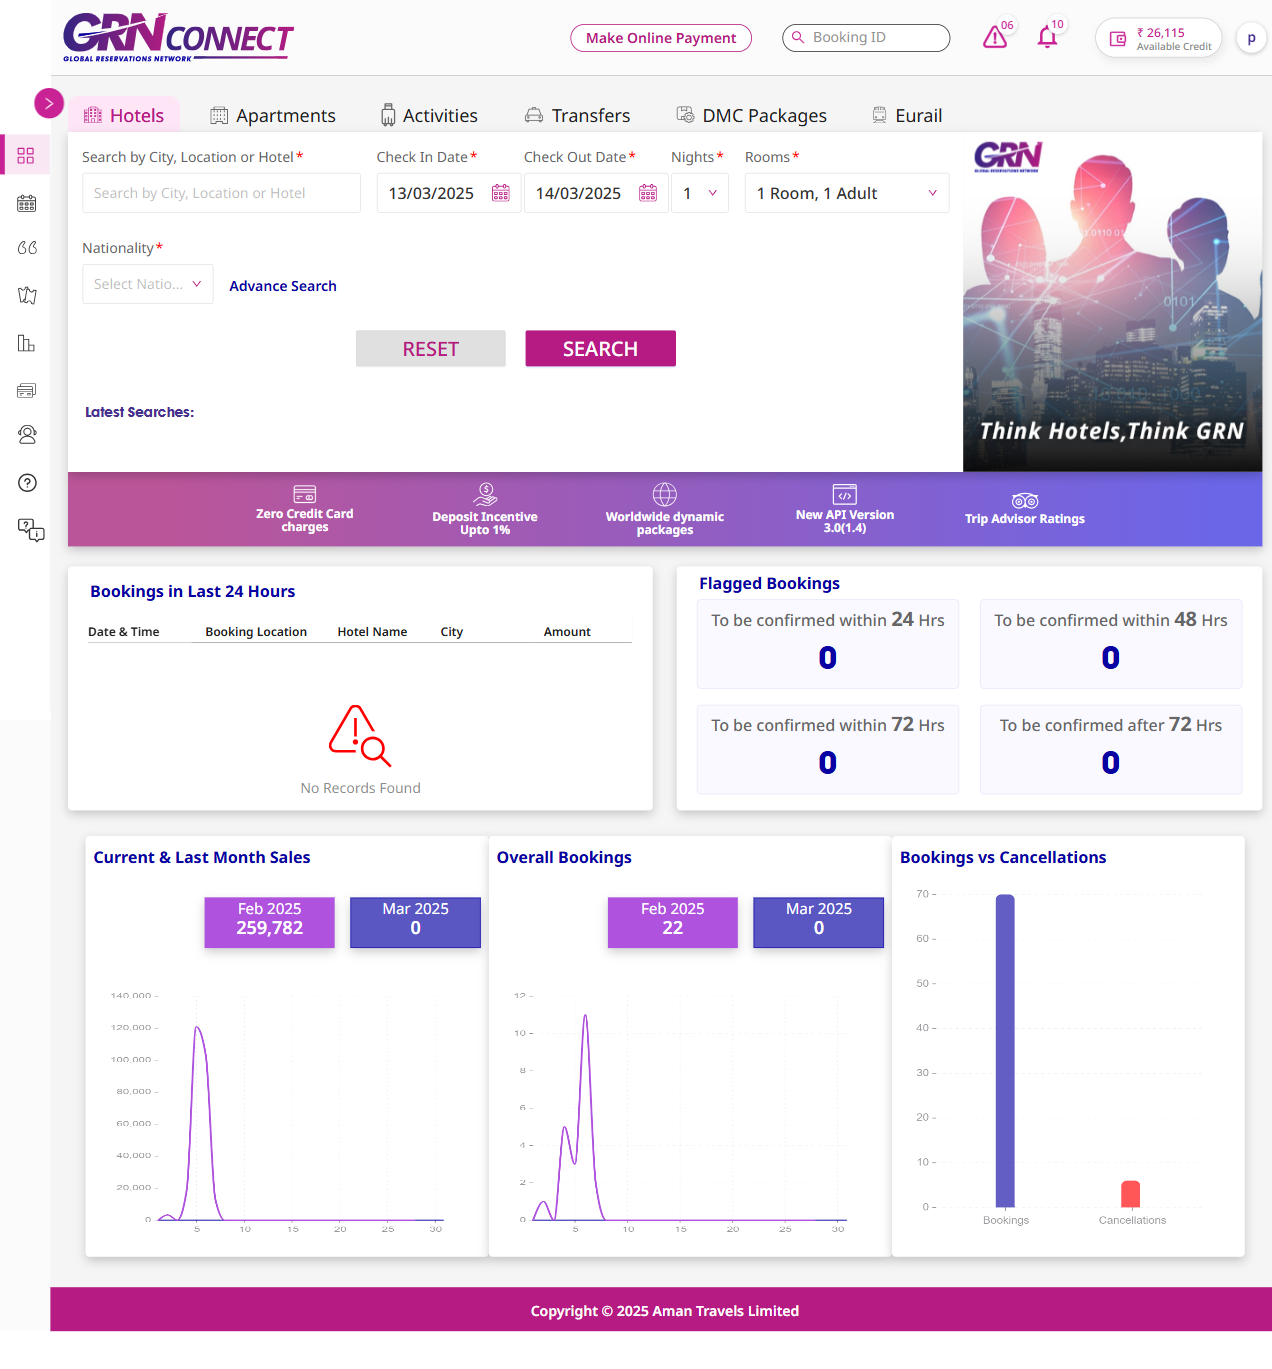 GRN CONNECT
GLOBAL RESERVATIONS NETWORK
Make Online Payment
Booking ID
06
10
₹ 26,115
Available Credit
p
Hotels
Apartments
Activities
Transfers
DMC Packages
Eurail
Search by City, Location or Hotel*
Check In Date*
Check Out Date*
Nights*
Rooms*
Search by City, Location or Hotel
13/03/2025
14/03/2025
1
1 Room, 1 Adult
Nationality*
Select Natio...
Advance Search
RESET
SEARCH
Latest Searches:
GRN
GLOBAL RESERVATIONS NETWORK
0101
Think Hotels,Think GRN
Zero Credit Card
charges
Deposit Incentive
Upto 1%
Worldwide dynamic
packages
New API Version
3.0(1.4)
Trip Advisor Ratings
Bookings in Last 24 Hours
Date & Time
Booking Location
Hotel Name
City
Amount
No Records Found
Flagged Bookings
To be confirmed within 24 Hrs
0
To be confirmed within 48 Hrs
0
To be confirmed within 72 Hrs
0
To be confirmed after 72 Hrs
0
Current & Last Month Sales
Feb 2025
259,782
Mar 2025
0
140,000
120,000
100,000
80,000
60,000
40,000
20,000
0
5
10
15
20
25
30
Overall Bookings
Feb 2025
22
Mar 2025
0
12
10
8
6
4
2
0
5
10
15
20
25
30
Bookings vs Cancellations
70
60
50
40
30
20
10
0
Bookings
Cancellations
Copyright © 2025 Aman Travels Limited